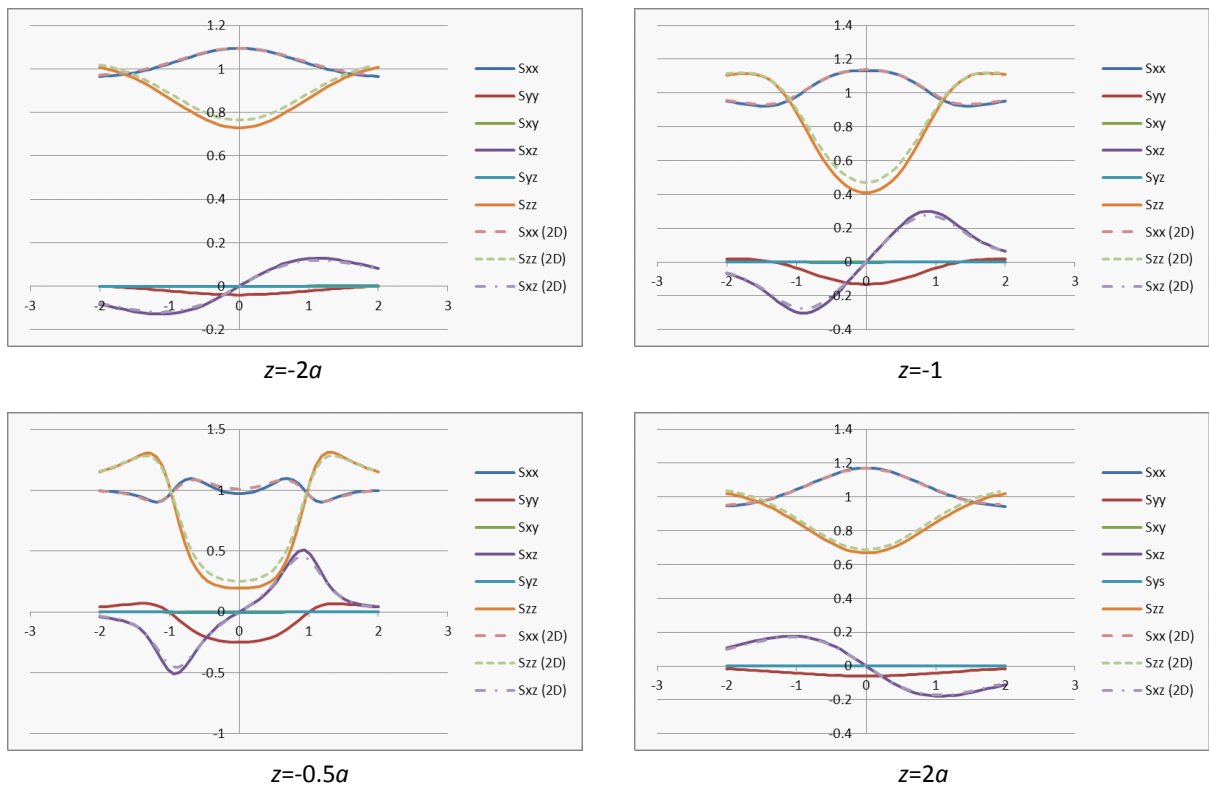 1.2
1
0.8
0.6
0.4
0.2
0
-0.2
-3
-2
-1
0
1
2
3
Sxx
Syy
Sxy
Sxz
Syz
Szz
Sxx (2D)
Szz (2D)
Sxz (2D)
z=-2a
1.4
1.2
1
0.8
0.6
0.4
0.2
0
-0.2
-0.4
-3
-2
-1
0
1
2
3
Sxx
Syy
Sxy
Sxz
Syz
Szz
Sxx (2D)
Szz (2D)
Sxz (2D)
z=-1
1.5
1
0.5
0
-0.5
-1
-3
-2
-1
0
1
2
3
Sxx
Syy
Sxy
Sxz
Syz
Szz
Sxx (2D)
Szz (2D)
Sxz (2D)
z=-0.5a
1.4
1.2
1
0.8
0.6
0.4
0.2
0
-0.2
-0.4
-3
-2
-1
0
1
2
3
Sxx
Syy
Sxy
Sxz
Sys
Szz
Sxx (2D)
Szz (2D)
Sxz (2D)
z=2a